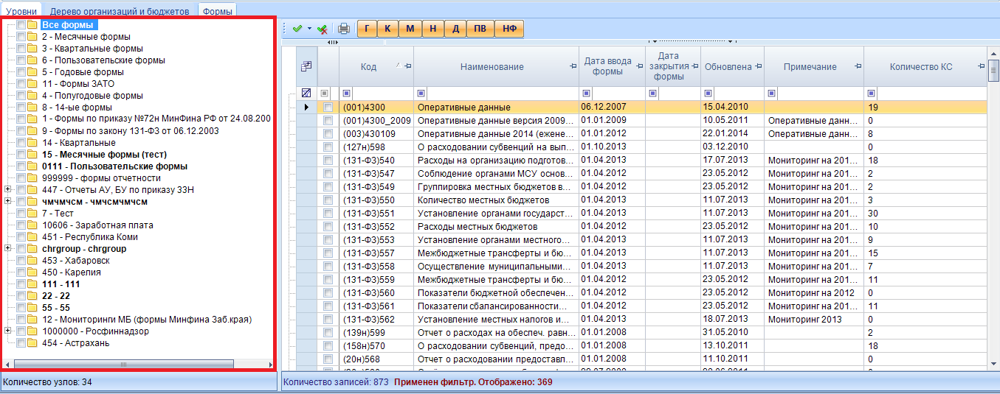 Уровни Дерево организаций и бюджетов Формы
Все формы
2 - Месячные формы
3 - Квартальные формы
6 - Пользовательские формы
5 - Годовые формы
11 - Формы ЗАТО
4 - Полугодовые формы
8 - 14-ые формы
1 - Формы по приказу №72н МинФина РФ от 24.08.200
9 - Формы по закону 131-ФЗ от 06.12.2003
14 - Квартальные
15 - Месячные формы (тест)
0111 - Пользовательские формы
999999 - формы отчетности
447 - Отчеты АУ, БУ по приказу 33Н
чмчмчсм - чмчсмчмчсм
7 - Тест
10606 - Заработная плата
451 - Республика Коми
chrgroup - chrgroup
453 - Хабаровск
450 - Карелия
111 - 111
22 - 22
55 - 55
12 - Мониторинги МБ (формы Минфина Заб.края)
1000000 - Росфиннадзор
454 - Астрахань
Количество узлов: 34
Г К М Н Д ПВ НФ
Код Наименование Дата ввода формы Дата закрытия формы Обновлена Примечание Количество КС
(001)4300 Оперативные данные 06.12.2007 15.04.2010 19
(001)4300_2009 Оперативные данные версия 2009... 01.01.2009 10.05.2011 Оперативные данн... 0
(003)430109 Оперативные данные 2014 (ежене... 01.01.2012 22.01.2014 Оперативные данн... 8
(127н)598 О расходовании субвенций на вып... 01.10.2013 03.12.2010 0
(131-ФЗ)540 Расходы на организацию подготов... 01.04.2013 17.07.2013 Мониторинг на 201... 18
(131-ФЗ)547 Соблюдение органами МСУ основ... 01.04.2013 11.07.2013 Мониторинг на 201... 2
(131-ФЗ)549 Группировка местных бюджетов в... 01.04.2012 23.05.2012 Мониторинг на 201... 2
(131-ФЗ)550 Количество местных бюджетов 01.04.2013 11.07.2013 Мониторинг на 201... 3
(131-ФЗ)551 Установление органами государст... 01.04.2013 11.07.2013 Мониторинг на 201... 30
(131-ФЗ)552 Расходы местных бюджетов 01.04.2012 23.05.2012 Мониторинг на 201... 10
(131-ФЗ)553 Установление органами местного... 01.04.2013 11.07.2013 Мониторинг на 201... 9
(131-ФЗ)557 Межбюджетные трансферты и бю... 01.04.2013 11.07.2013 Мониторинг на 201... 15
(131-ФЗ)558 Осуществление муниципальными... 01.04.2013 11.07.2013 Мониторинг на 201... 7
(131-ФЗ)559 Межбюджетные трансферты и бю... 01.04.2012 23.05.2012 Мониторинг на 201... 11
(131-ФЗ)560 Показатели бюджетной обеспечен... 01.04.2012 23.05.2012 Мониторинг на 2012 0
(131-ФЗ)561 Показатели сбалансированности... 01.04.2012 23.05.2012 Мониторинг на 201... 11
(131-ФЗ)562 Установление местных налогов и... 01.04.2013 18.07.2013 Мониторинг 2013 0
(139н)599 Отчет о расходах на обеспеч. равн... 01.01.2008 31.05.2010 2
(158н)570 О расходовании субвенций, предо... 01.01.2008 13.10.2011 18
(20н)568 Отчет о расходовании предоставл... 01.01.2008 11.10.2011 0
Количество записей: 873 Применен фильтр. Отображено: 369